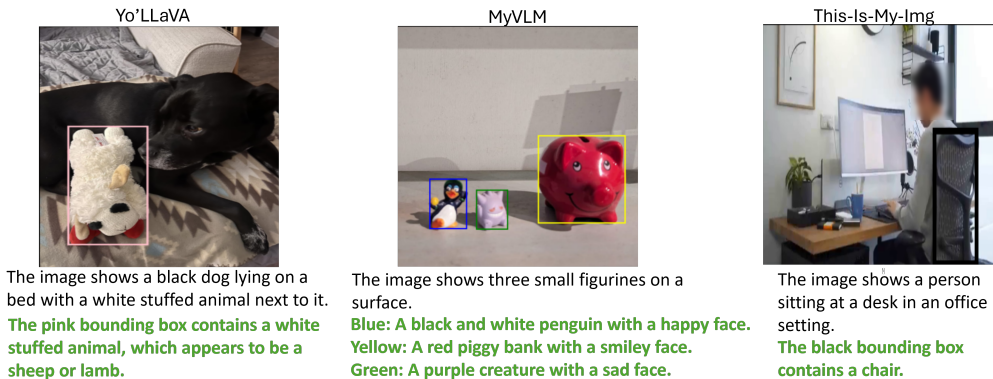 Yo'LLaVA
MyVLM
This-Is-My-Img
The image shows a black dog lying on a
bed with a white stuffed animal next to it.
The pink bounding box contains a white
stuffed animal, which appears to be a
sheep or lamb.
The image shows three small figurines on a
surface.
Blue: A black and white penguin with a happy face.
Yellow: A red piggy bank with a smiley face.
Green: A purple creature with a sad face.
The image shows a person
sitting at a desk in an office
setting.
The black bounding box
contains a chair.